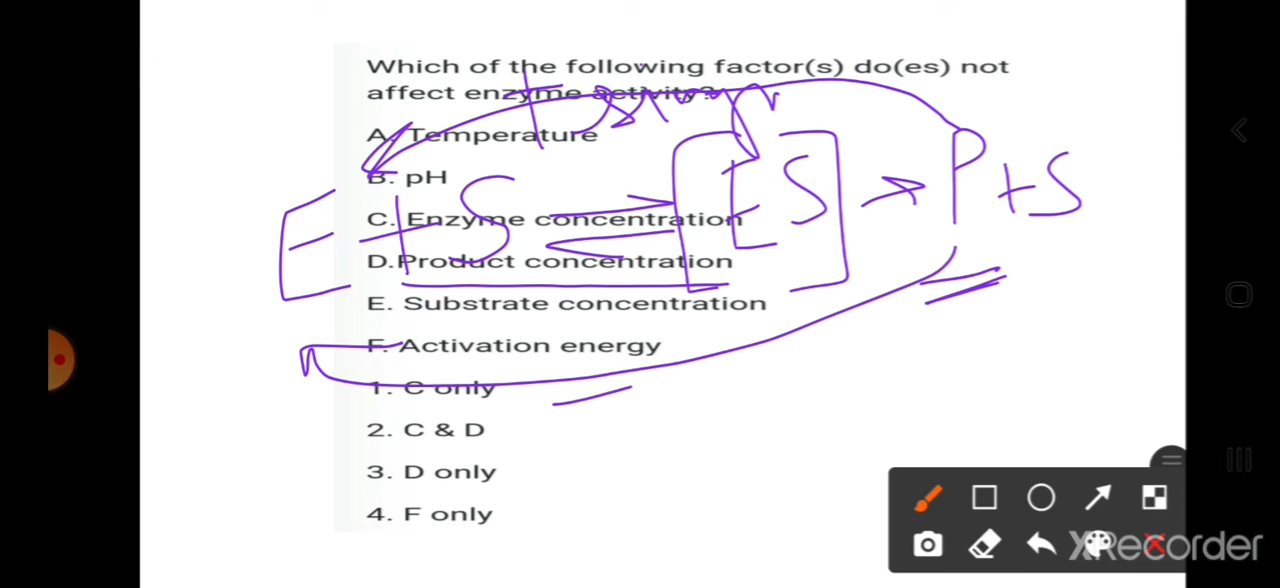 Which of the following factor(s) do(es) not
affect enzyme activity?
A. Temperature
B. pH
C. Enzyme concentration
D.Product concentration
E. Substrate concentration
F. Activation energy
1. C only
2. C & D
3. D only
4. F only
E + S ⇌ [ES] → P + S
XRecorder